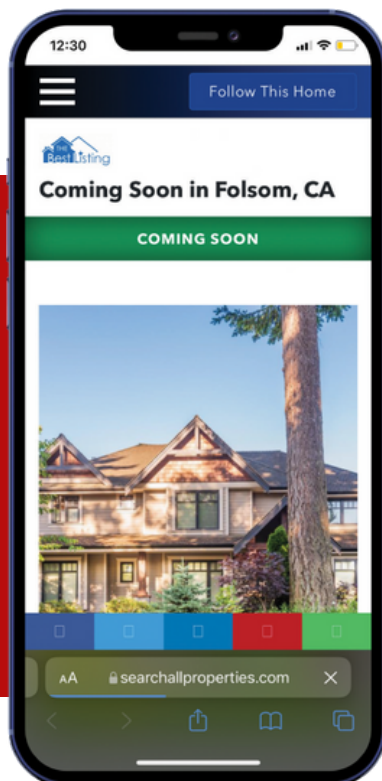 12:30
Follow This Home
THE
Best Listing
Coming Soon in Folsom, CA
COMING SOON
AA
searchallproperties.com